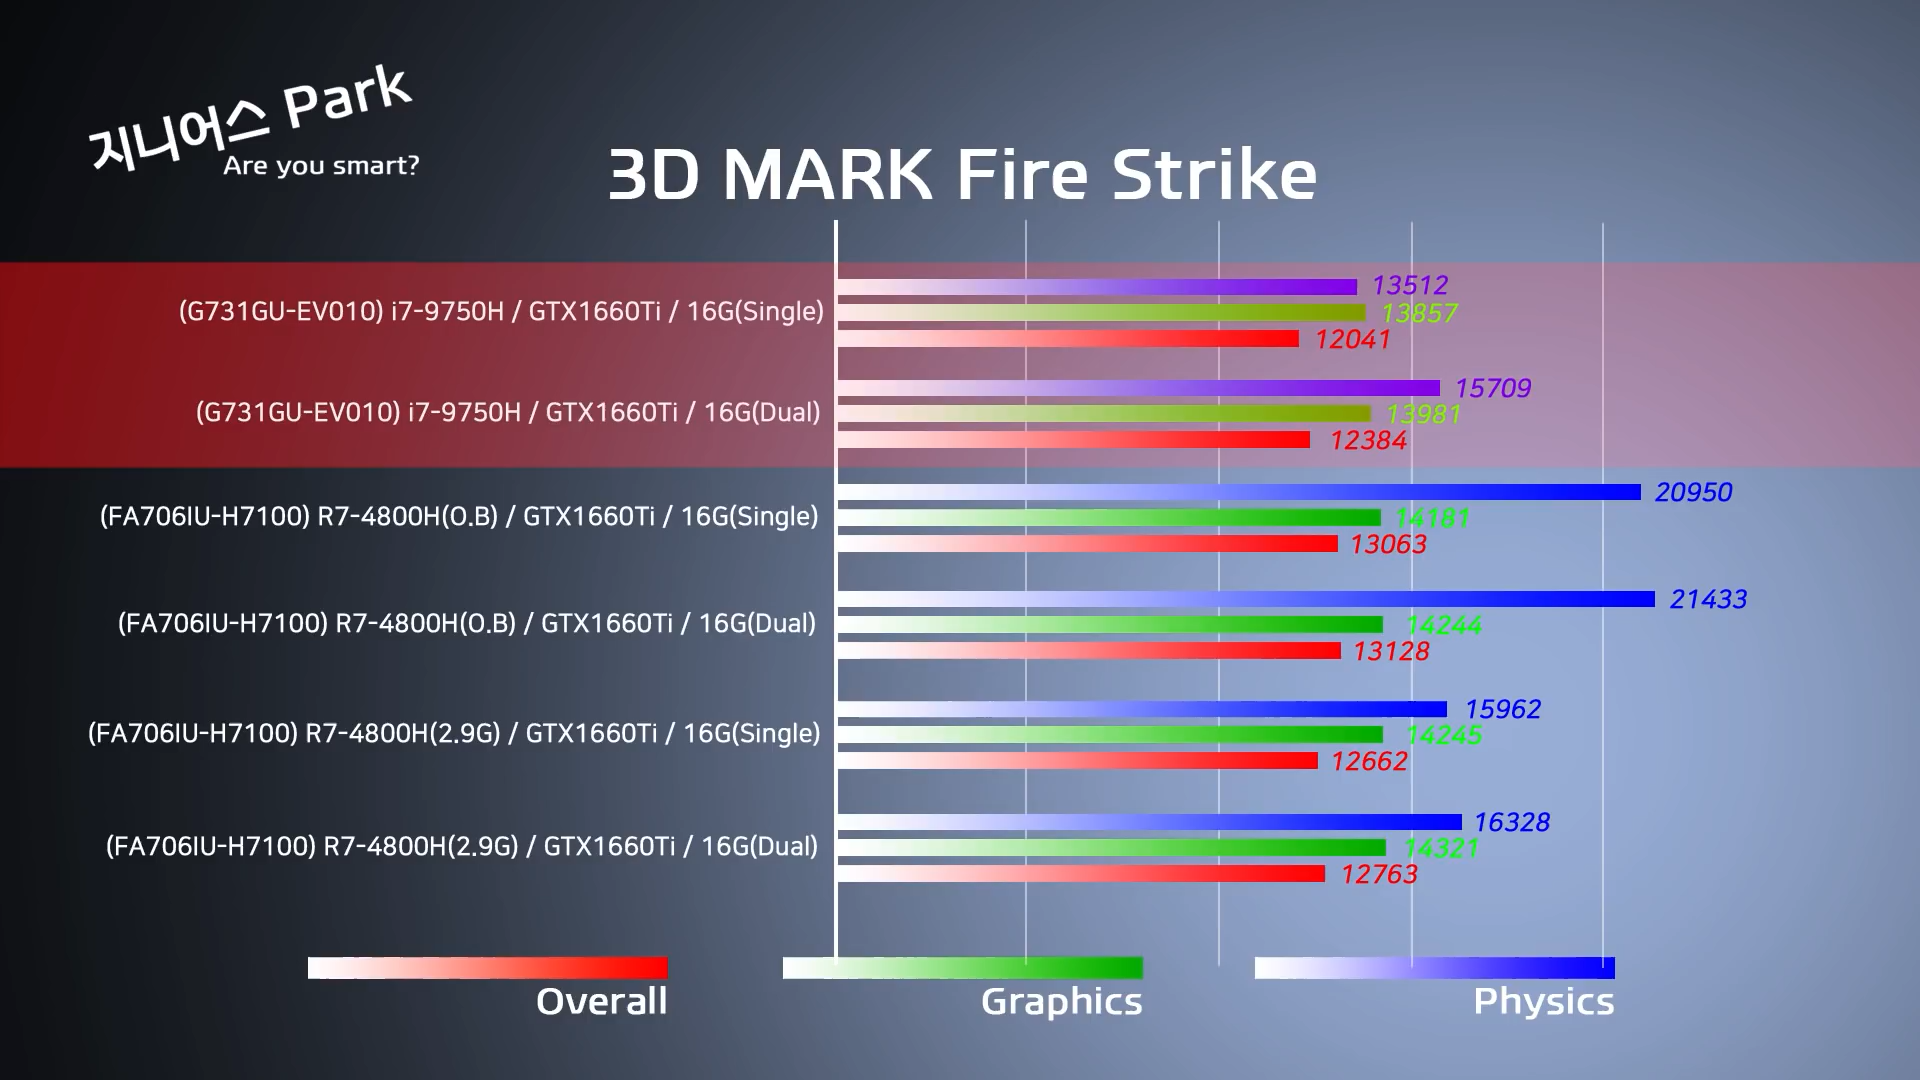 지니어스 Park
Are you smart?
3D MARK Fire Strike
(G731GU-EV010) i7-9750H / GTX1660Ti / 16G(Single)
13512
13857
12041
(G731GU-EV010) i7-9750H / GTX1660Ti / 16G(Dual)
15709
13981
12384
(FA706IU-H7100) R7-4800H(O.B) / GTX1660Ti / 16G(Single)
20950
14181
13063
(FA706IU-H7100) R7-4800H(O.B) / GTX1660Ti / 16G(Dual)
21433
14244
13128
(FA706IU-H7100) R7-4800H(2.9G) / GTX1660Ti / 16G(Single)
15962
14245
12662
(FA706IU-H7100) R7-4800H(2.9G) / GTX1660Ti / 16G(Dual)
16328
14321
12763
Overall
Graphics
Physics